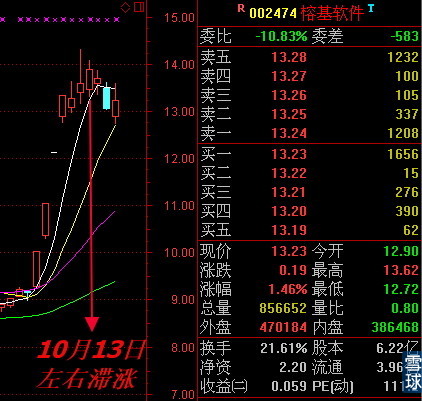 R 002474 榕基软件 T
委比 -10.83% 委差 -583
卖五 13.28 1232
卖四 13.27 100
卖三 13.26 105
卖二 13.25 337
卖一 13.24 1208
买一 13.23 1656
买二 13.22 15
买三 13.21 276
买四 13.20 390
买五 13.19 62
现价 13.23 今开 12.90
涨跌 0.19 最高 13.62
涨幅 1.46% 最低 12.72
总量 856652 量比 0.80
外盘 470184 内盘 386468
换手 21.61% 股本 6.22亿
净资 2.20 流通 3.96
收益(二) 0.059 PE(动) 111
15.00
14.00
13.00
12.00
11.00
10.00
9.00
8.00
7.00
10月13日
左右滞涨
雪球